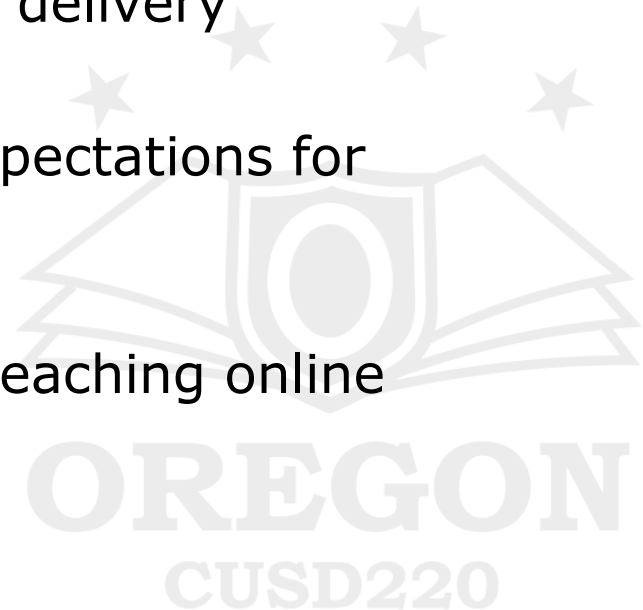 delivery
pectations for
eaching online
OREGON
CUSD220